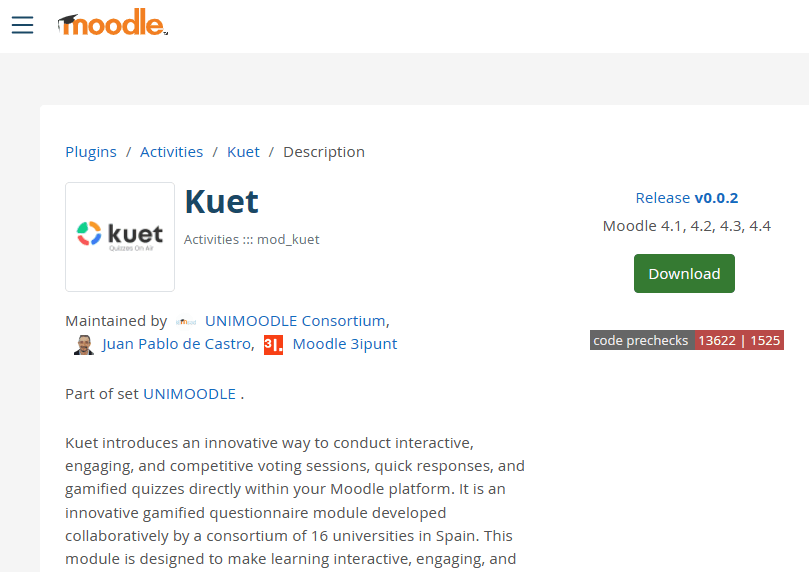 moodle
Plugins / Activities / Kuet / Description
kuet
Quizzes On Air
Kuet
Activities ::: mod_kuet
Release v0.0.2
Moodle 4.1, 4.2, 4.3, 4.4
Download
Maintained by moodle UNIMOODLE Consortium,
Juan Pablo de Castro, 3I. Moodle 3ipunt
code prechecks 13622 | 1525
Part of set UNIMOODLE .
Kuet introduces an innovative way to conduct interactive,
engaging, and competitive voting sessions, quick responses, and
gamified quizzes directly within your Moodle platform. It is an
innovative gamified questionnaire module developed
collaboratively by a consortium of 16 universities in Spain. This
module is designed to make learning interactive, engaging, and